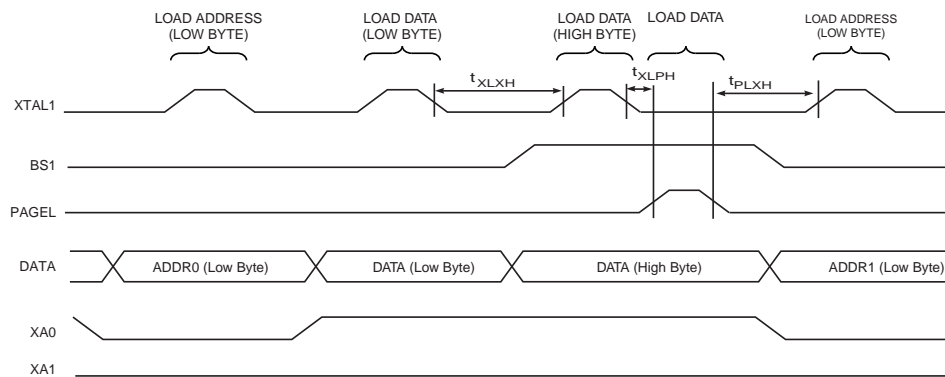 LOAD ADDRESS
(LOW BYTE)
LOAD DATA
(LOW BYTE)
LOAD DATA
(HIGH BYTE)
LOAD DATA
LOAD ADDRESS
(LOW BYTE)
tXLXH
tXLPH
tPLXH
XTAL1
BS1
PAGEL
DATA
ADDR0 (Low Byte)
DATA (Low Byte)
DATA (High Byte)
ADDR1 (Low Byte)
XA0
XA1